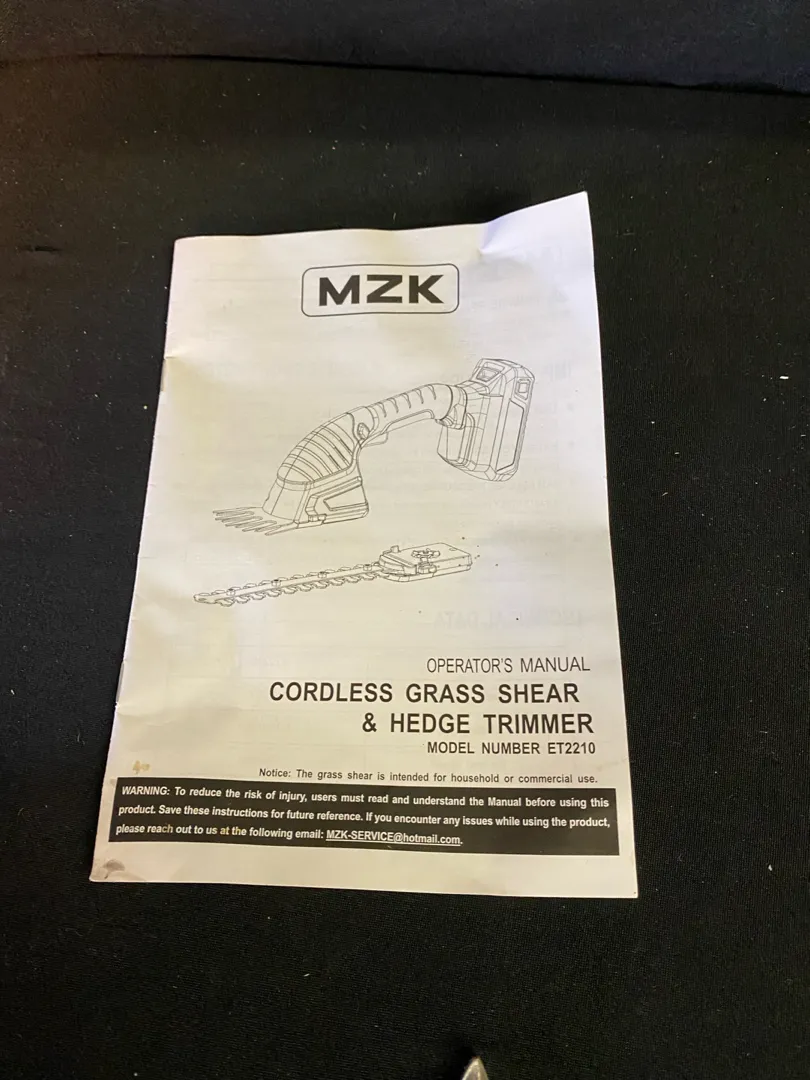 MZK
OPERATOR'S MANUAL
CORDLESS GRASS SHEAR
& HEDGE TRIMMER
MODEL NUMBER ET2210
Notice: The grass shear is intended for household or commercial use.
WARNING: To reduce the risk of injury, users must read and understand the Manual before using this
product. Save these instructions for future reference. If you encounter any issues while using the product,
please reach out to us at the following email: MZK-SERVICE@hotmail.com.